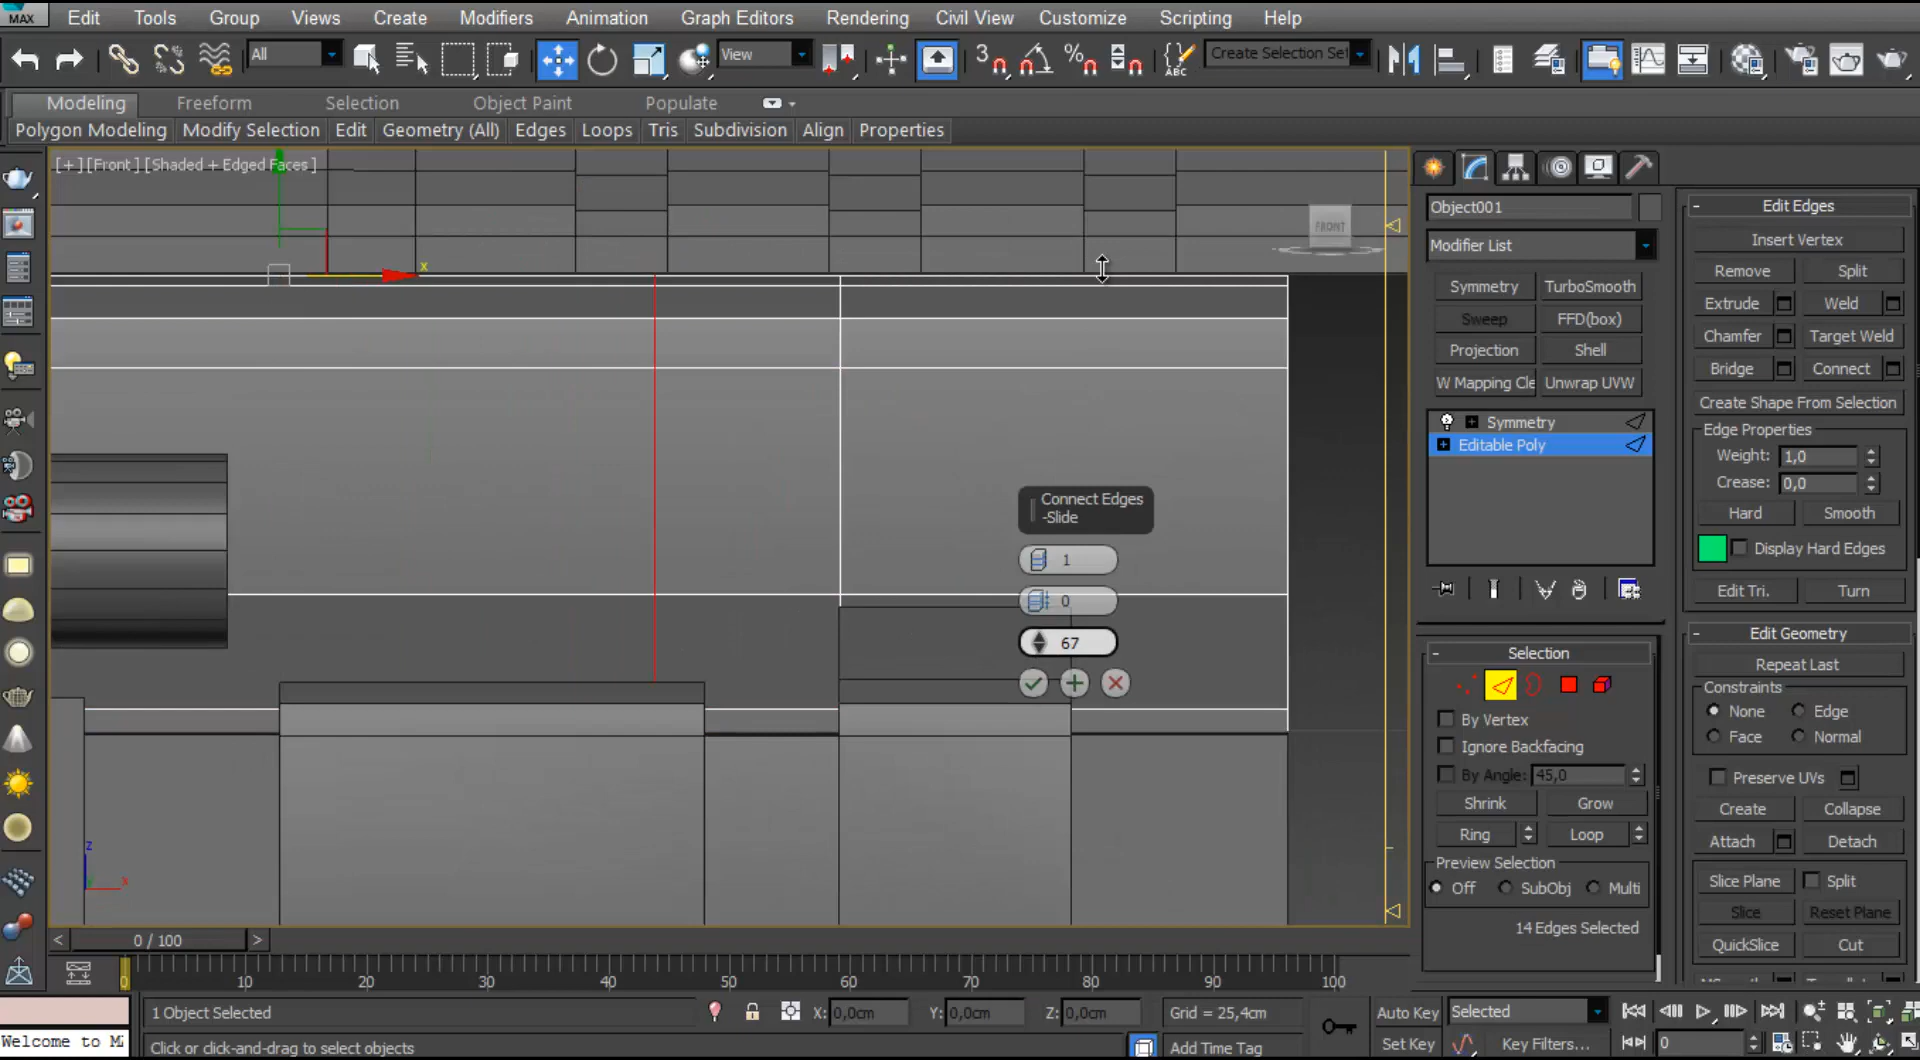 MAX
Edit Tools Group Views Create Modifiers Animation Graph Editors Rendering Civil View Customize Scripting Help
All View Create Selection Set
3 % ABC
Modeling Freeform Selection Object Paint Populate
Polygon Modeling Modify Selection Edit Geometry (All) Edges Loops Tris Subdivision Align Properties
[+][Front][Shaded + Edged Faces]
FRONT
x
z
x
Connect Edges
-Slide
1
0
67
Object001
Modifier List
Symmetry TurboSmooth
Sweep FFD(box)
Projection Shell
W Mapping Cle Unwrap UVW
Symmetry
Editable Poly
- Selection
By Vertex
Ignore Backfacing
By Angle: 45,0
Shrink Grow
Ring Loop
Preview Selection
Off SubObj Multi
14 Edges Selected
- Edit Edges
Insert Vertex
Remove Split
Extrude Weld
Chamfer Target Weld
Bridge Connect
Create Shape From Selection
Edge Properties
Weight: 1,0
Crease: 0,0
Hard Smooth
Display Hard Edges
Edit Tri. Turn
- Edit Geometry
Repeat Last
Constraints
None Edge
Face Normal
Preserve UVs
Create Collapse
Attach Detach
Slice Plane Split
Slice Reset Plane
QuickSlice Cut
< 0 / 100 >
0 10 20 30 40 50 60 70 80 90 100
1 Object Selected X: 0,0cm Y: 0,0cm Z: 0,0cm Grid = 25,4cm Auto Key Selected
Welcome to M Click or click-and-drag to select objects Add Time Tag Set Key Key Filters... 0